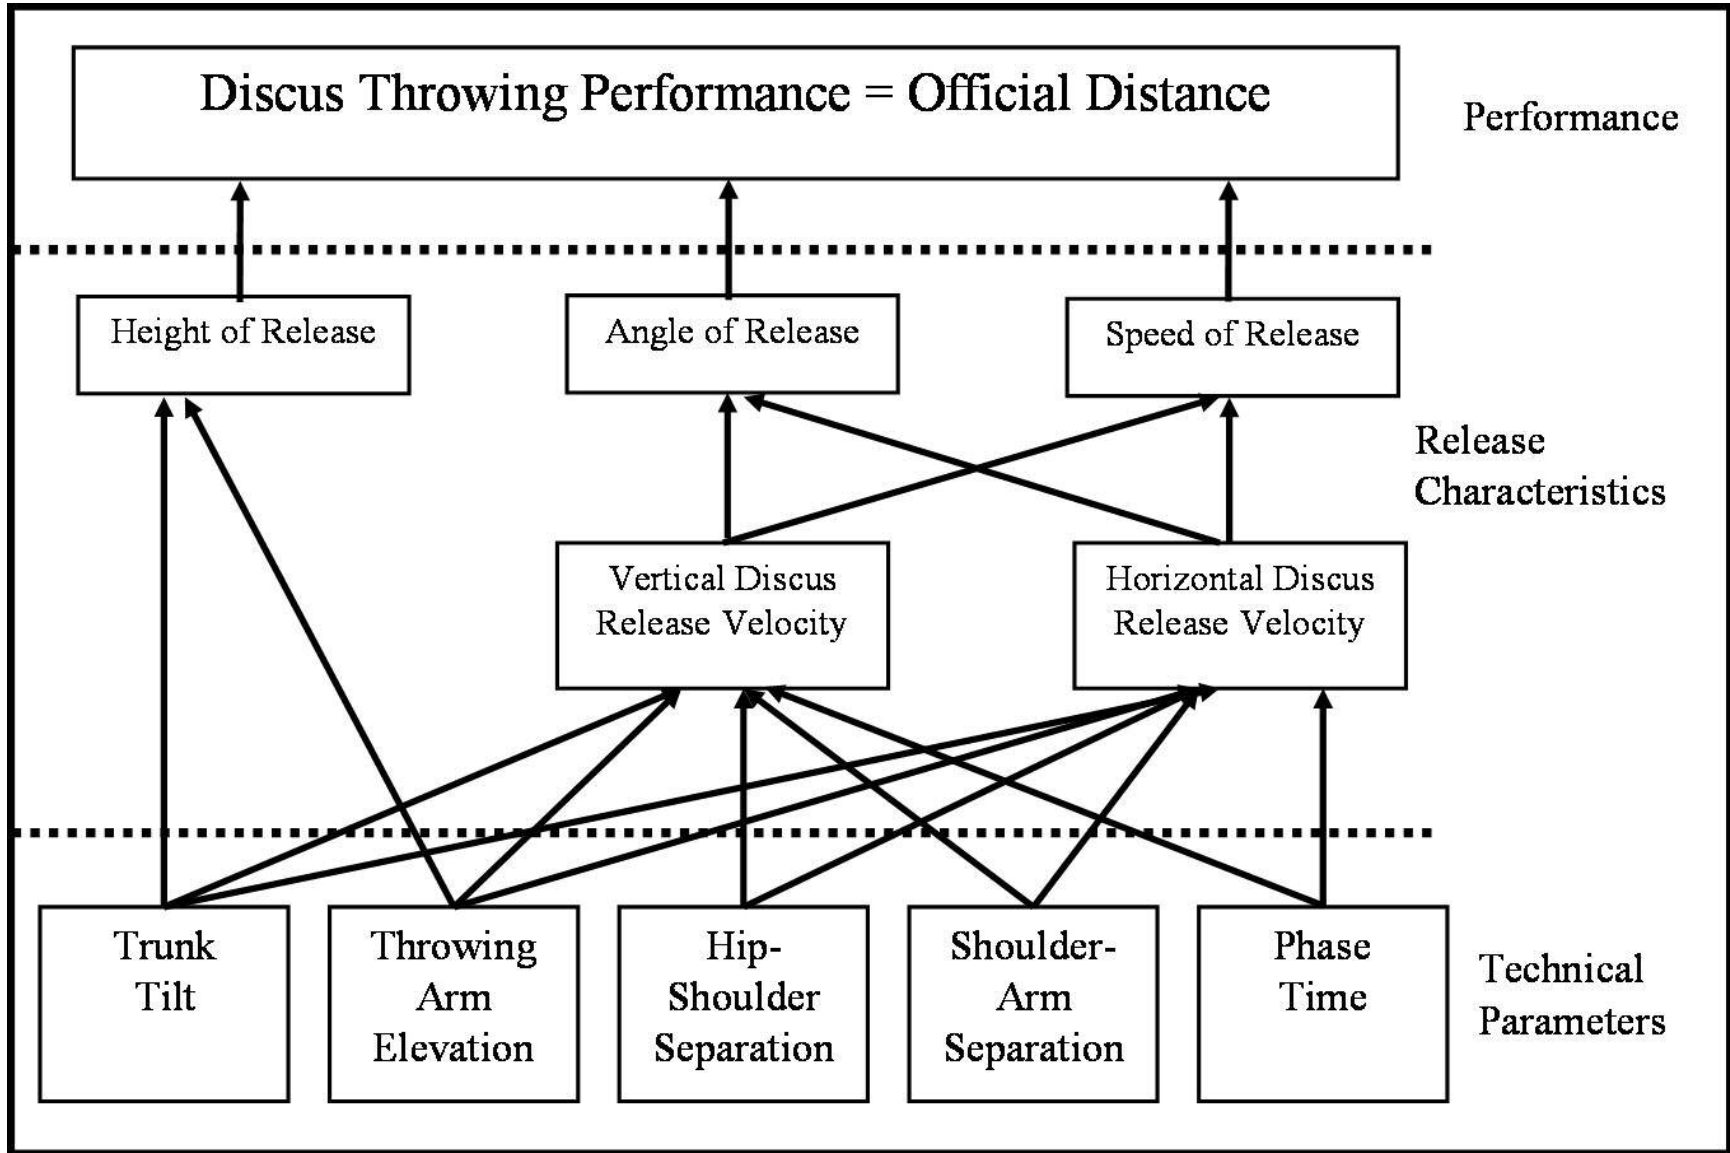 Discus Throwing Performance = Official Distance
Performance
Height of Release
Angle of Release
Speed of Release
Release
Characteristics
Vertical Discus
Release Velocity
Horizontal Discus
Release Velocity
Trunk
Tilt
Throwing
Arm
Elevation
Hip-
Shoulder
Separation
Shoulder-
Arm
Separation
Phase
Time
Technical
Parameters